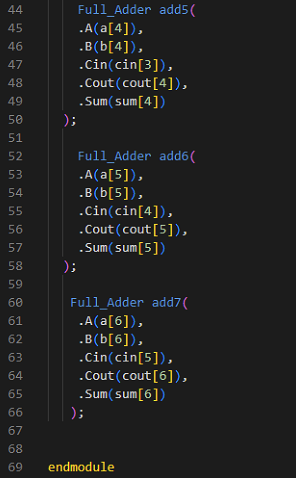 44 Full_Adder add5(
45 .A(a[4]),
46 .B(b[4]),
47 .Cin(cin[3]),
48 .Cout(cout[4]),
49 .Sum(sum[4])
50 );
51
52 Full_Adder add6(
53 .A(a[5]),
54 .B(b[5]),
55 .Cin(cin[4]),
56 .Cout(cout[5]),
57 .Sum(sum[5])
58 );
59
60 Full_Adder add7(
61 .A(a[6]),
62 .B(b[6]),
63 .Cin(cin[5]),
64 .Cout(cout[6]),
65 .Sum(sum[6])
66 );
67
68
69 endmodule